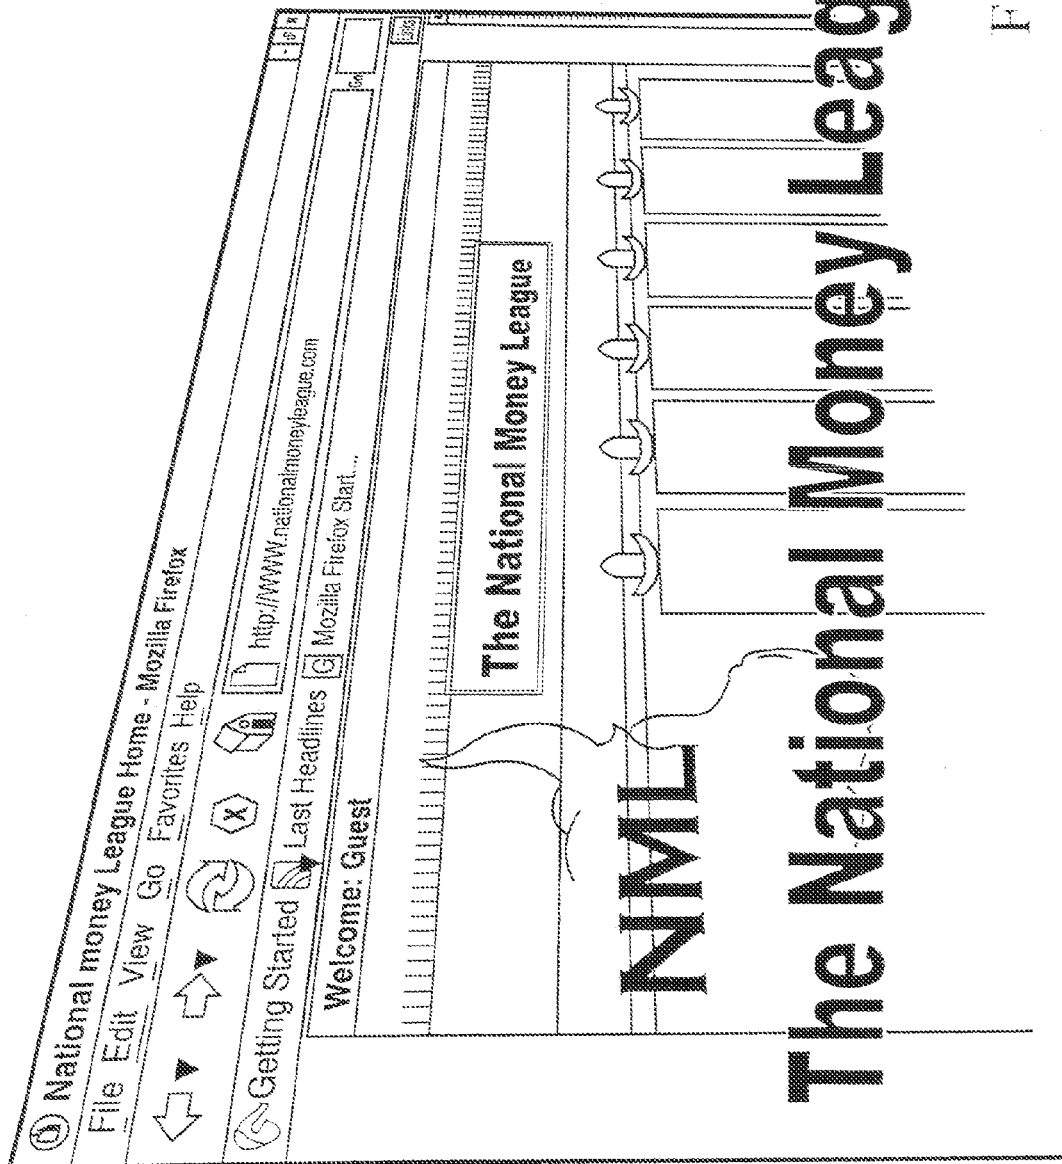 National money League Home - Mozilla Firefox
File Edit View Go Favorites Help
http://WWW.nationalmoneyleague.com
Go
Getting Started Last Headlines G Mozilla Firefox Start...
Welcome: Guest
The National Money League
NML
The National Money Leag
F